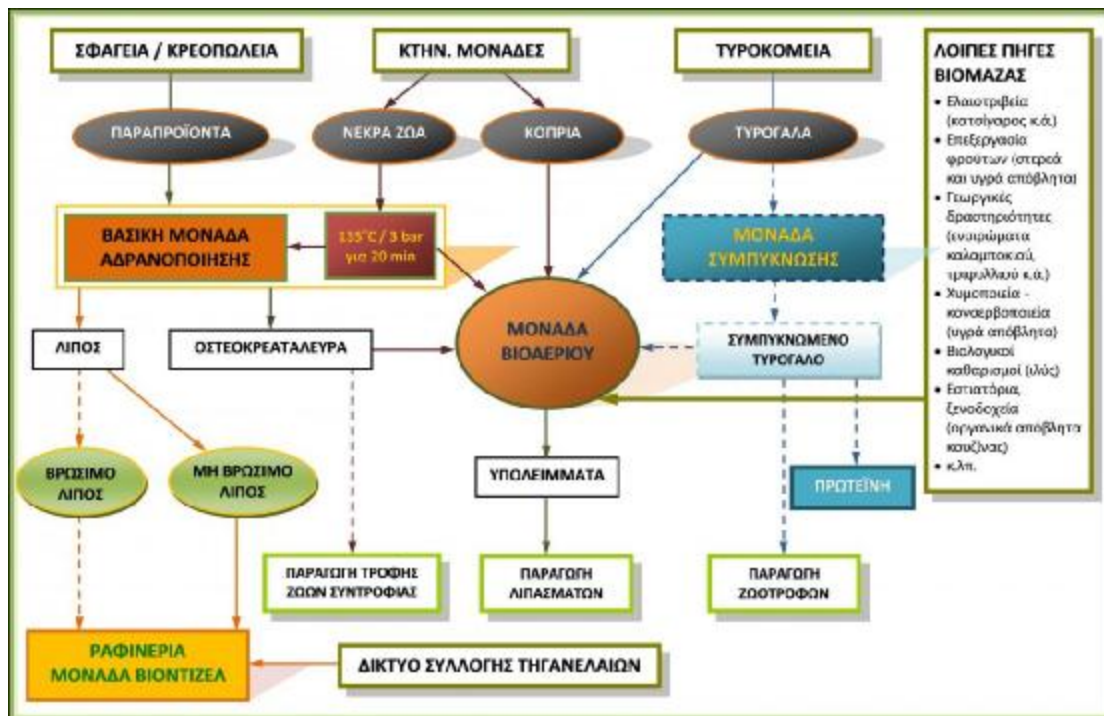 ΣΦΑΓΕΙΑ / ΚΡΕΟΠΩΛΕΙΑ
ΚΤΗΝ. ΜΟΝΑΔΕΣ
ΤΥΡΟΚΟΜΕΙΑ
ΛΟΙΠΕΣ ΠΗΓΕΣ
ΒΙΟΜΑΖΑΣ
• Ελαιοτριβεία
(κατσίγαρος κ.ά.)
• Επεξεργασία
φρούτων (στερεά
και υγρά απόβλητα)
• Γεωργικές
δραστηριότητες
(ενσιρώματα
καλαμποκιού,
τριφυλλιού κ.ά.)
• Χυμοποιεία -
κονσερβοποιεία
(υγρά απόβλητα)
• Βιολογικοί
καθαρισμοί (ιλύς)
• Εστιατόρια,
ξενοδοχεία
(οργανικά απόβλητα
κουζίνας)
• κ.λπ.
ΠΑΡΑΠΡΟΪΟΝΤΑ
ΝΕΚΡΑ ΖΩΑ
ΚΟΠΡΙΑ
ΤΥΡΟΓΑΛΑ
ΒΑΣΙΚΗ ΜΟΝΑΔΑ
ΑΔΡΑΝΟΠΟΙΗΣΗΣ
135°C / 3 bar
για 20 min
ΜΟΝΑΔΑ
ΣΥΜΠΥΚΝΩΣΗΣ
ΛΙΠΟΣ
ΟΣΤΕΟΚΡΕΑΤΑΛΕΥΡΑ
ΜΟΝΑΔΑ
ΒΙΟΑΕΡΙΟΥ
ΣΥΜΠΥΚΝΩΜΕΝΟ
ΤΥΡΟΓΑΛΟ
ΒΡΩΣΙΜΟ
ΛΙΠΟΣ
ΜΗ ΒΡΩΣΙΜΟ
ΛΙΠΟΣ
ΥΠΟΛΕΙΜΜΑΤΑ
ΠΡΩΤΕΪΝΗ
ΠΑΡΑΓΩΓΗ ΤΡΟΦΗΣ
ΖΩΩΝ ΣΥΝΤΡΟΦΙΑΣ
ΠΑΡΑΓΩΓΗ
ΛΙΠΑΣΜΑΤΩΝ
ΠΑΡΑΓΩΓΗ
ΖΩΟΤΡΟΦΩΝ
ΡΑΦΙΝΕΡΙΑ
ΜΟΝΑΔΑ ΒΙΟΝΤΙΖΕΛ
ΔΙΚΤΥΟ ΣΥΛΛΟΓΗΣ ΤΗΓΑΝΕΛΑΙΩΝ